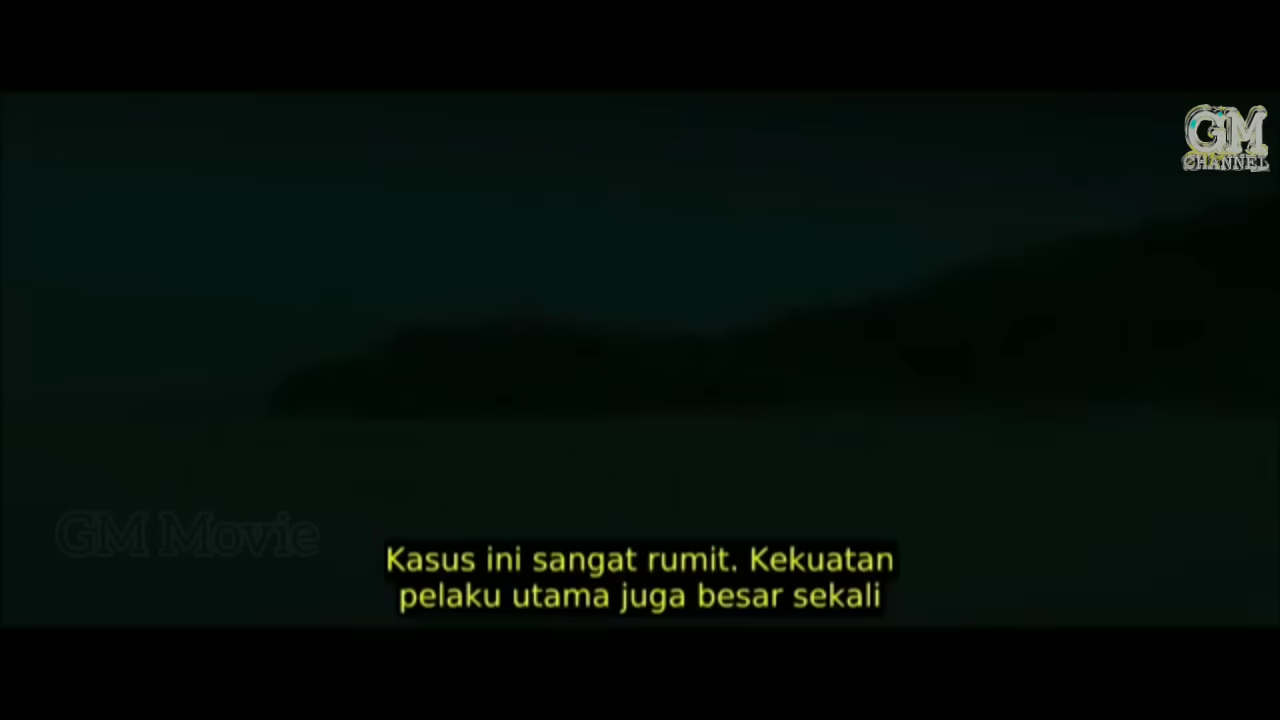 GM
CHANNEL
GM Movie
Kasus ini sangat rumit. Kekuatan
pelaku utama juga besar sekali